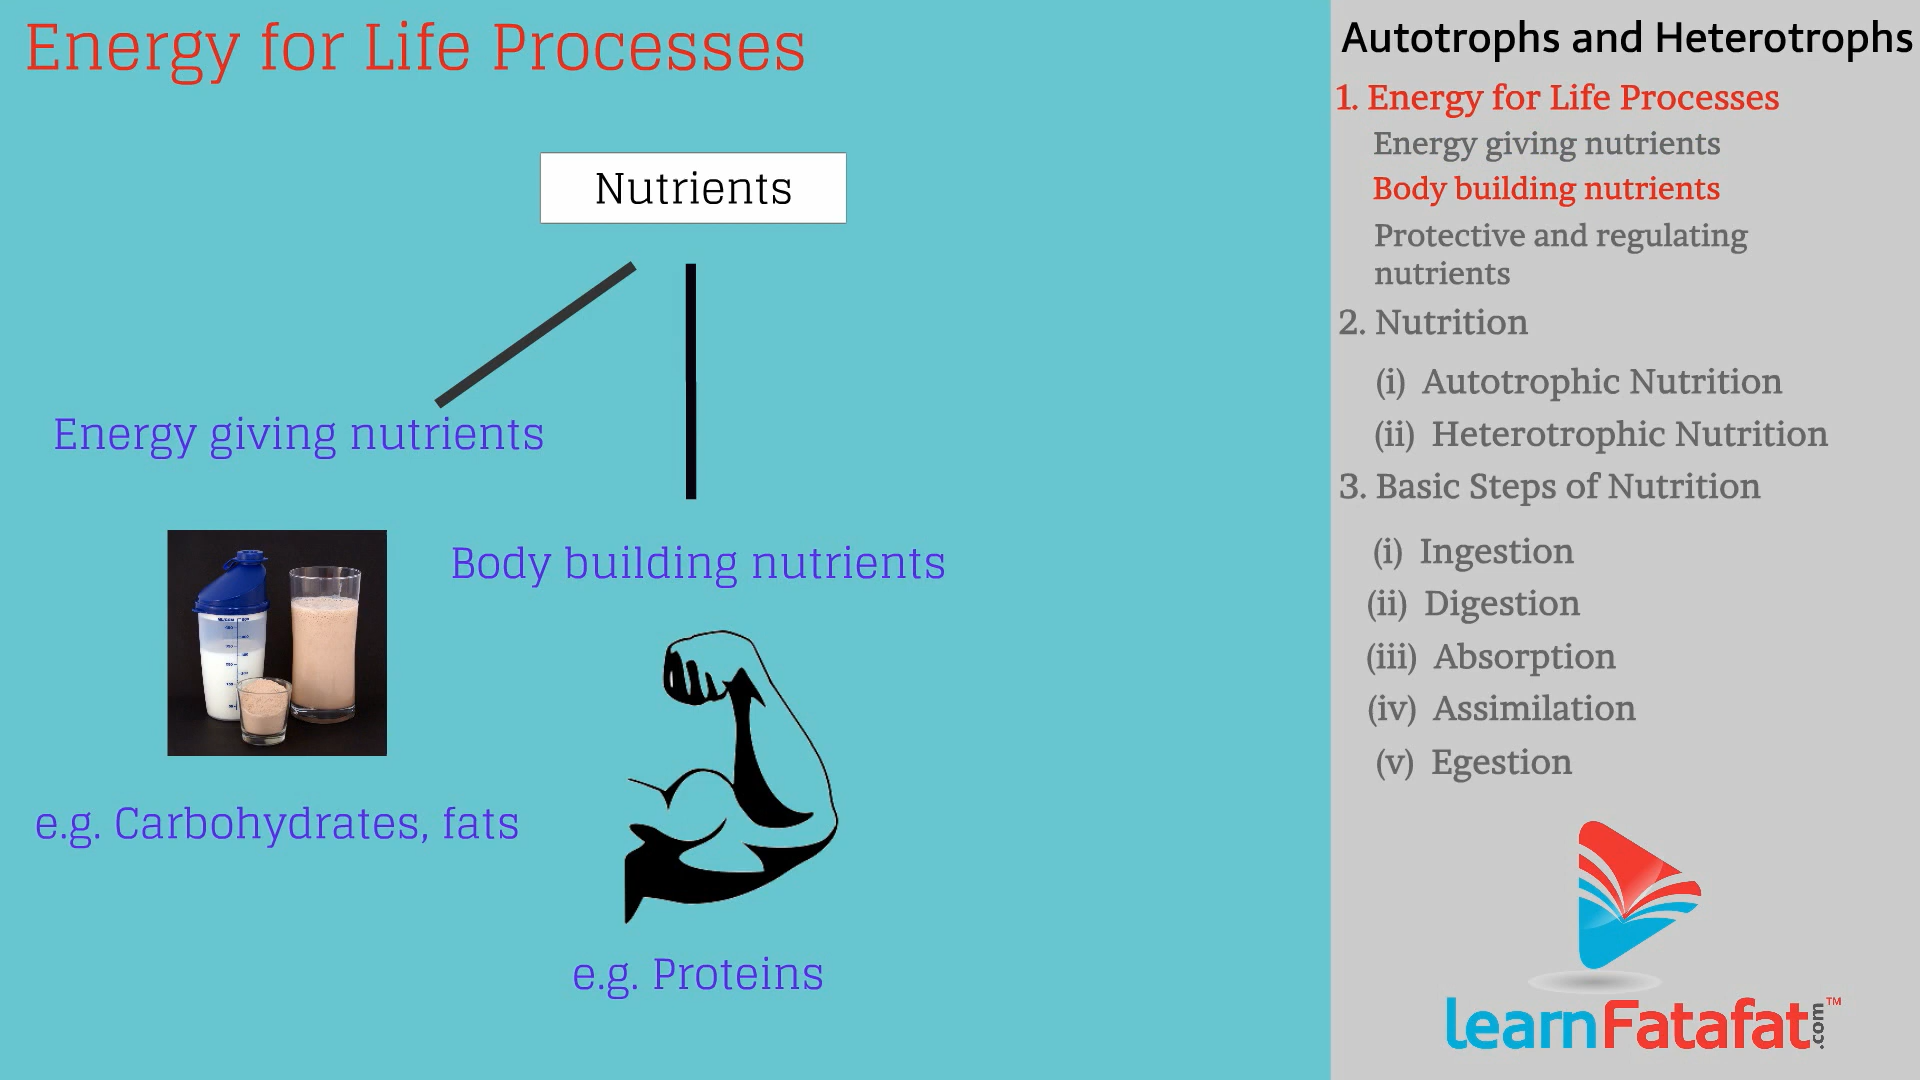 Energy for Life Processes
Nutrients
Energy giving nutrients
Body building nutrients
e.g. Carbohydrates, fats
e.g. Proteins
Autotrophs and Heterotrophs
1. Energy for Life Processes
Energy giving nutrients
Body building nutrients
Protective and regulating
nutrients
2. Nutrition
(i) Autotrophic Nutrition
(ii) Heterotrophic Nutrition
3. Basic Steps of Nutrition
(i) Ingestion
(ii) Digestion
(iii) Absorption
(iv) Assimilation
(v) Egestion
learnFatafat.com™